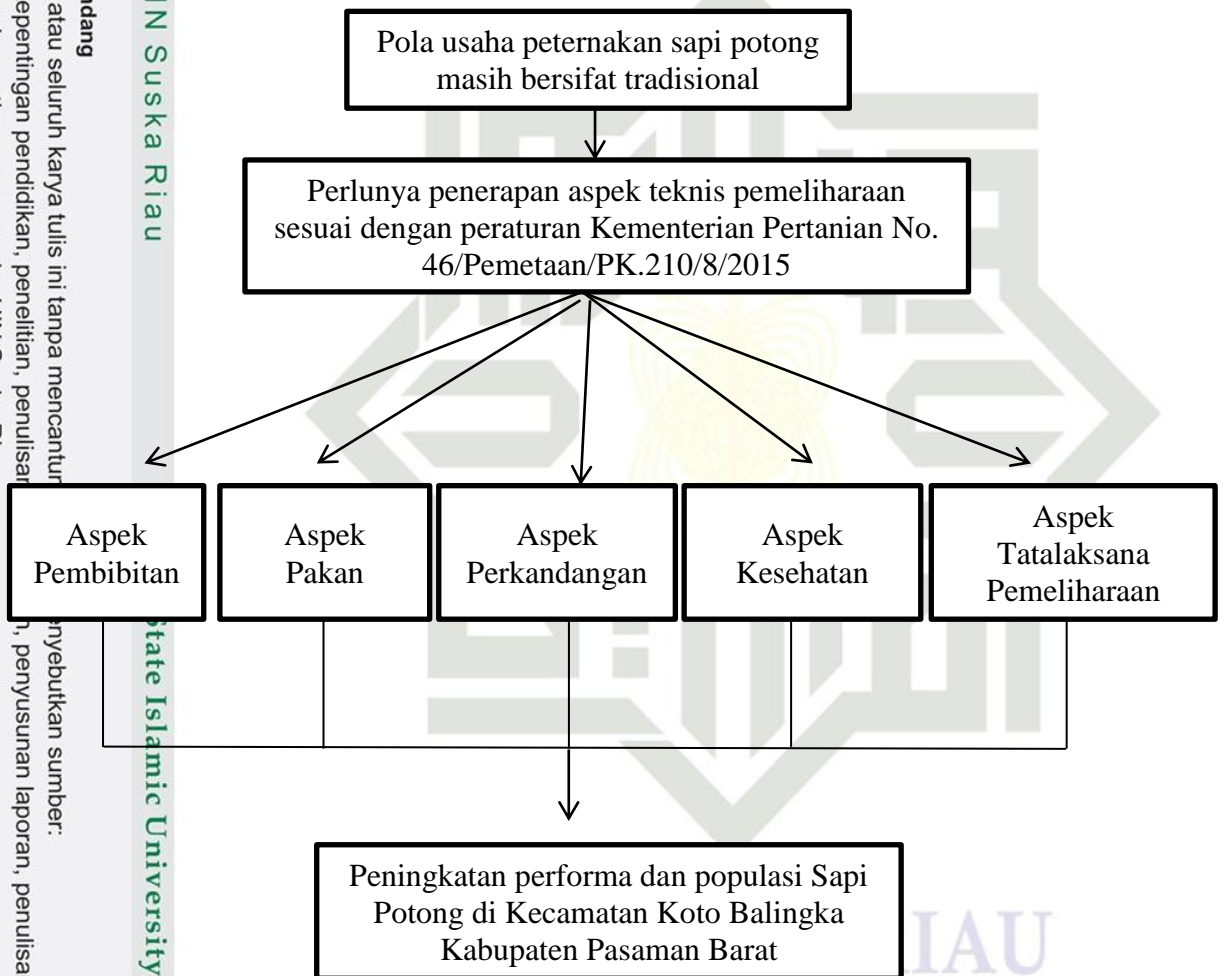 Pola usaha peternakan sapi potong
masih bersifat tradisional
Perlunya penerapan aspek teknis pemeliharaan
sesuai dengan peraturan Kementerian Pertanian No.
46/Pemetaan/PK.210/8/2015
Aspek
Pembibitan
Aspek
Pakan
Aspek
Perkandangan
Aspek
Kesehatan
Aspek
Tatalaksana
Pemeliharaan
Peningkatan performa dan populasi Sapi
Potong di Kecamatan Koto Balingka
Kabupaten Pasaman Barat
IAU
N Suska Riau
State Islamic University
ndang
atau seluruh karya tulis ini tanpa mencantum
enyebutkan sumber:
epentingan pendidikan, penelitian, penulisan
n, penyusunan laporan, penulisa